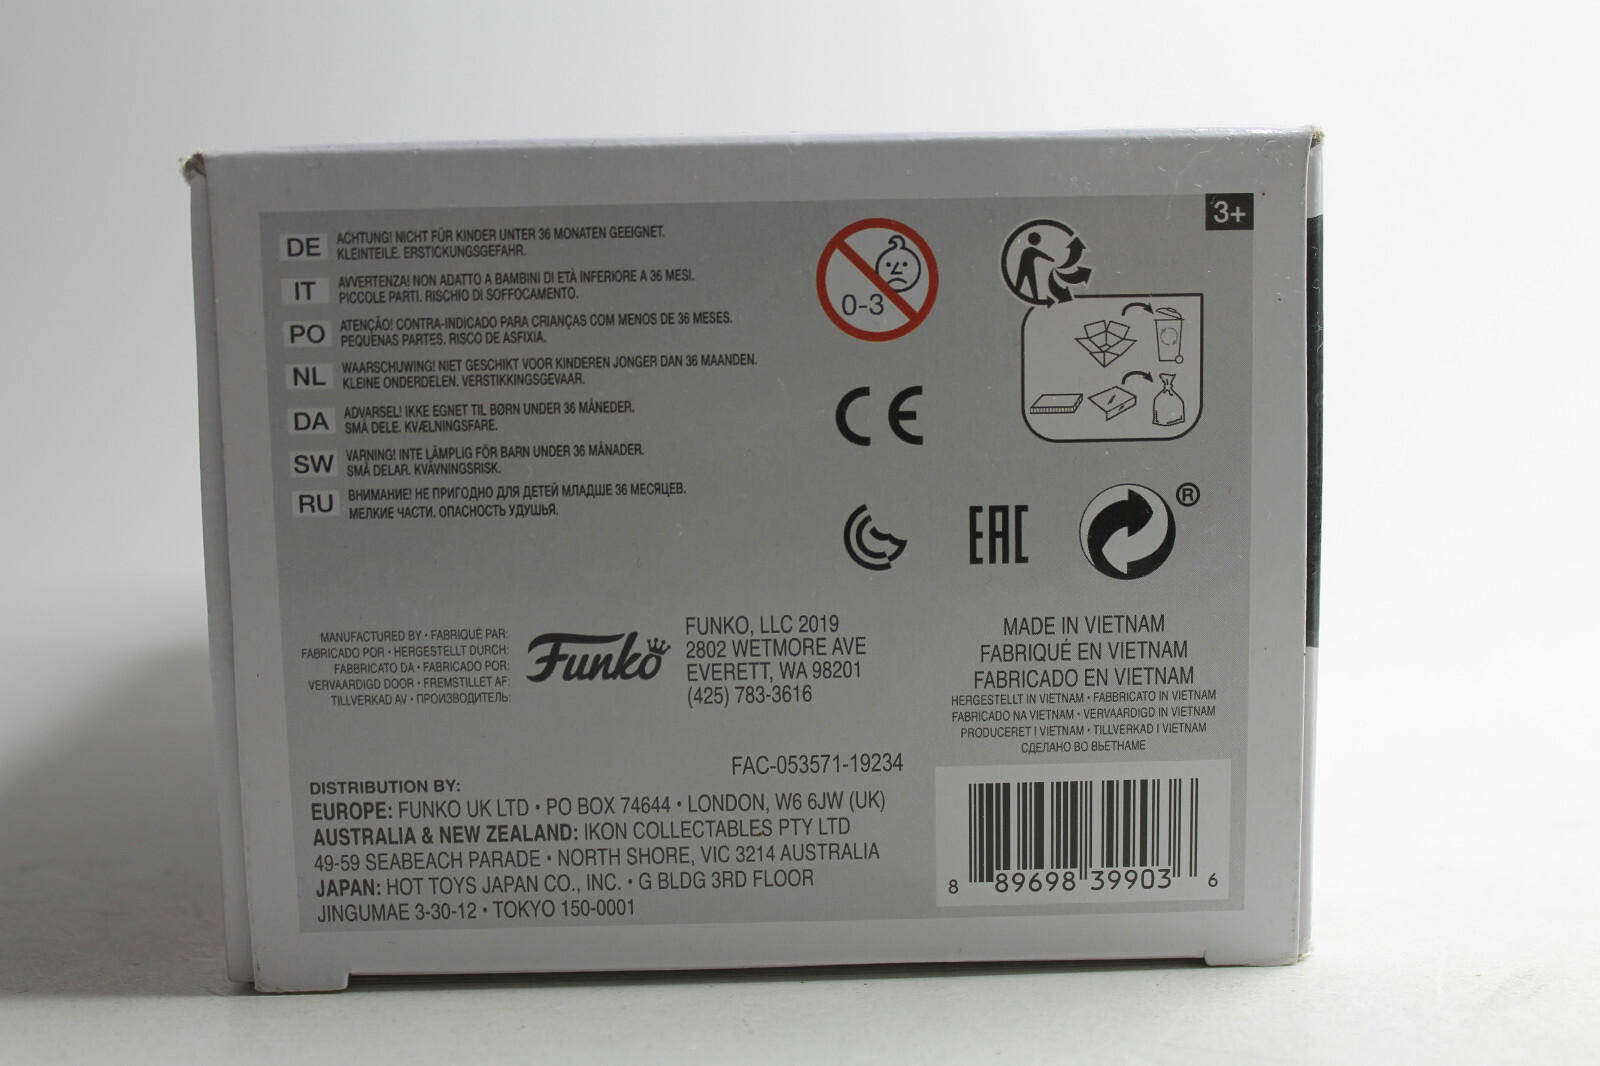 3+
DE ACHTUNG! NICHT FÜR KINDER UNTER 36 MONATEN GEEIGNET.
KLEINTEILE. ERSTICKUNGSGEFAHR.
IT AVVERTENZA! NON ADATTO A BAMBINI DI ETÀ INFERIORE A 36 MESI.
PICCOLE PARTI. RISCHIO DI SOFFOCAMENTO.
PO ATENÇÃO! CONTRA-INDICADO PARA CRIANÇAS COM MENOS DE 36 MESES.
PEQUENAS PARTES. RISCO DE ASFIXIA.
NL WAARSCHUWING! NIET GESCHIKT VOOR KINDEREN JONGER DAN 36 MAANDEN.
KLEINE ONDERDELEN. VERSTIKKINGSGEVAAR.
DA ADVARSEL! IKKE EGNET TIL BØRN UNDER 36 MÅNEDER.
SMÅ DELE. KVÆLNINGSFARE.
SW VARNING! INTE LÄMPLIG FÖR BARN UNDER 36 MÅNADER.
SMÅ DELAR. KVÄVNINGSRISK.
RU ВНИМАНИЕ! НЕ ПРИГОДНО ДЛЯ ДЕТЕЙ МЛАДШЕ 36 МЕСЯЦЕВ.
МЕЛКИЕ ЧАСТИ. ОПАСНОСТЬ УДУШЬЯ.
0-3
CE
EAC
®
MANUFACTURED BY • FABRIQUÉ PAR:
FABRICADO POR • HERGESTELLT DURCH:
FABBRICATO DA • FABRICADO POR:
VERVAARDIGD DOOR • FREMSTILLET AF:
TILLVERKAD AV • ПРОИЗВОДИТЕЛЬ:
Funko
FUNKO, LLC 2019
2802 WETMORE AVE
EVERETT, WA 98201
(425) 783-3616
MADE IN VIETNAM
FABRIQUÉ EN VIETNAM
FABRICADO EN VIETNAM
HERGESTELLT IN VIETNAM • FABBRICATO IN VIETNAM
FABRICADO NA VIETNAM • VERVAARDIGD IN VIETNAM
PRODUCERET I VIETNAM • TILLVERKAD I VIETNAM
СДЕЛАНО ВО ВЬЕТНАМЕ
FAC-053571-19234
DISTRIBUTION BY:
EUROPE: FUNKO UK LTD • PO BOX 74644 • LONDON, W6 6JW (UK)
AUSTRALIA & NEW ZEALAND: IKON COLLECTABLES PTY LTD
49-59 SEABEACH PARADE • NORTH SHORE, VIC 3214 AUSTRALIA
JAPAN: HOT TOYS JAPAN CO., INC. • G BLDG 3RD FLOOR
JINGUMAE 3-30-12 • TOKYO 150-0001
8 89698 39903 6